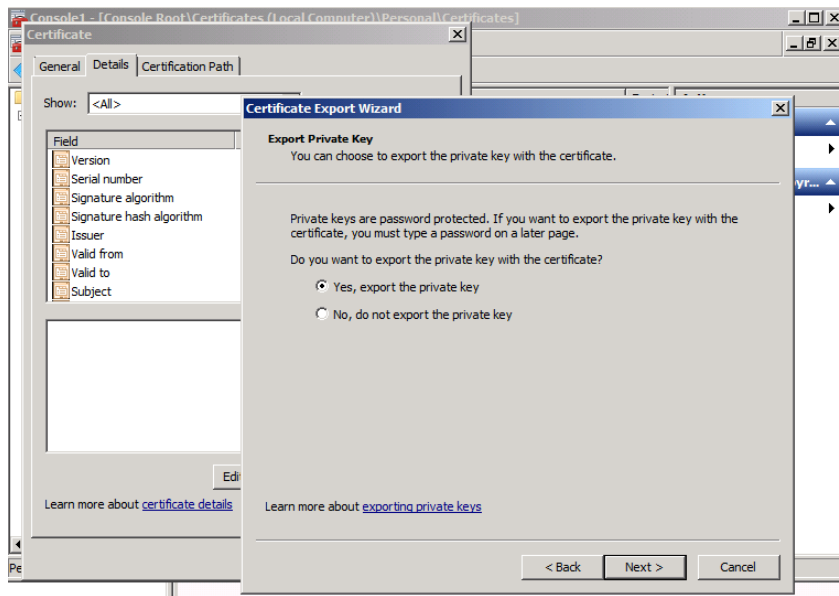 Console1 - [Console Root\Certificates (Local Computer)\Personal\Certificates]
Certificate
General Details Certification Path
Show: <All>
Field
Version
Serial number
Signature algorithm
Signature hash algorithm
Issuer
Valid from
Valid to
Subject
Edi
Learn more about certificate details
Pe
yr...
Certificate Export Wizard
Export Private Key
You can choose to export the private key with the certificate.
Private keys are password protected. If you want to export the private key with the
certificate, you must type a password on a later page.
Do you want to export the private key with the certificate?
Yes, export the private key
No, do not export the private key
Learn more about exporting private keys
< Back Next > Cancel